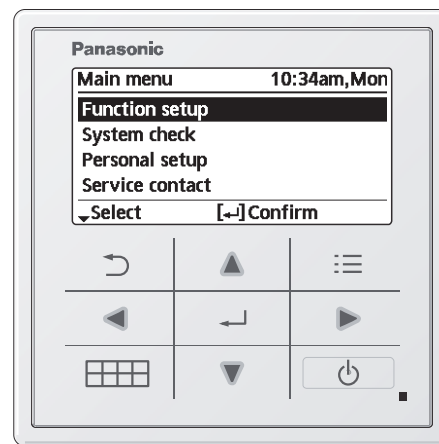 Panasonic
Main menu 10:34am,Mon
Function setup
System check
Personal setup
Service contact
Select [↵]Confirm